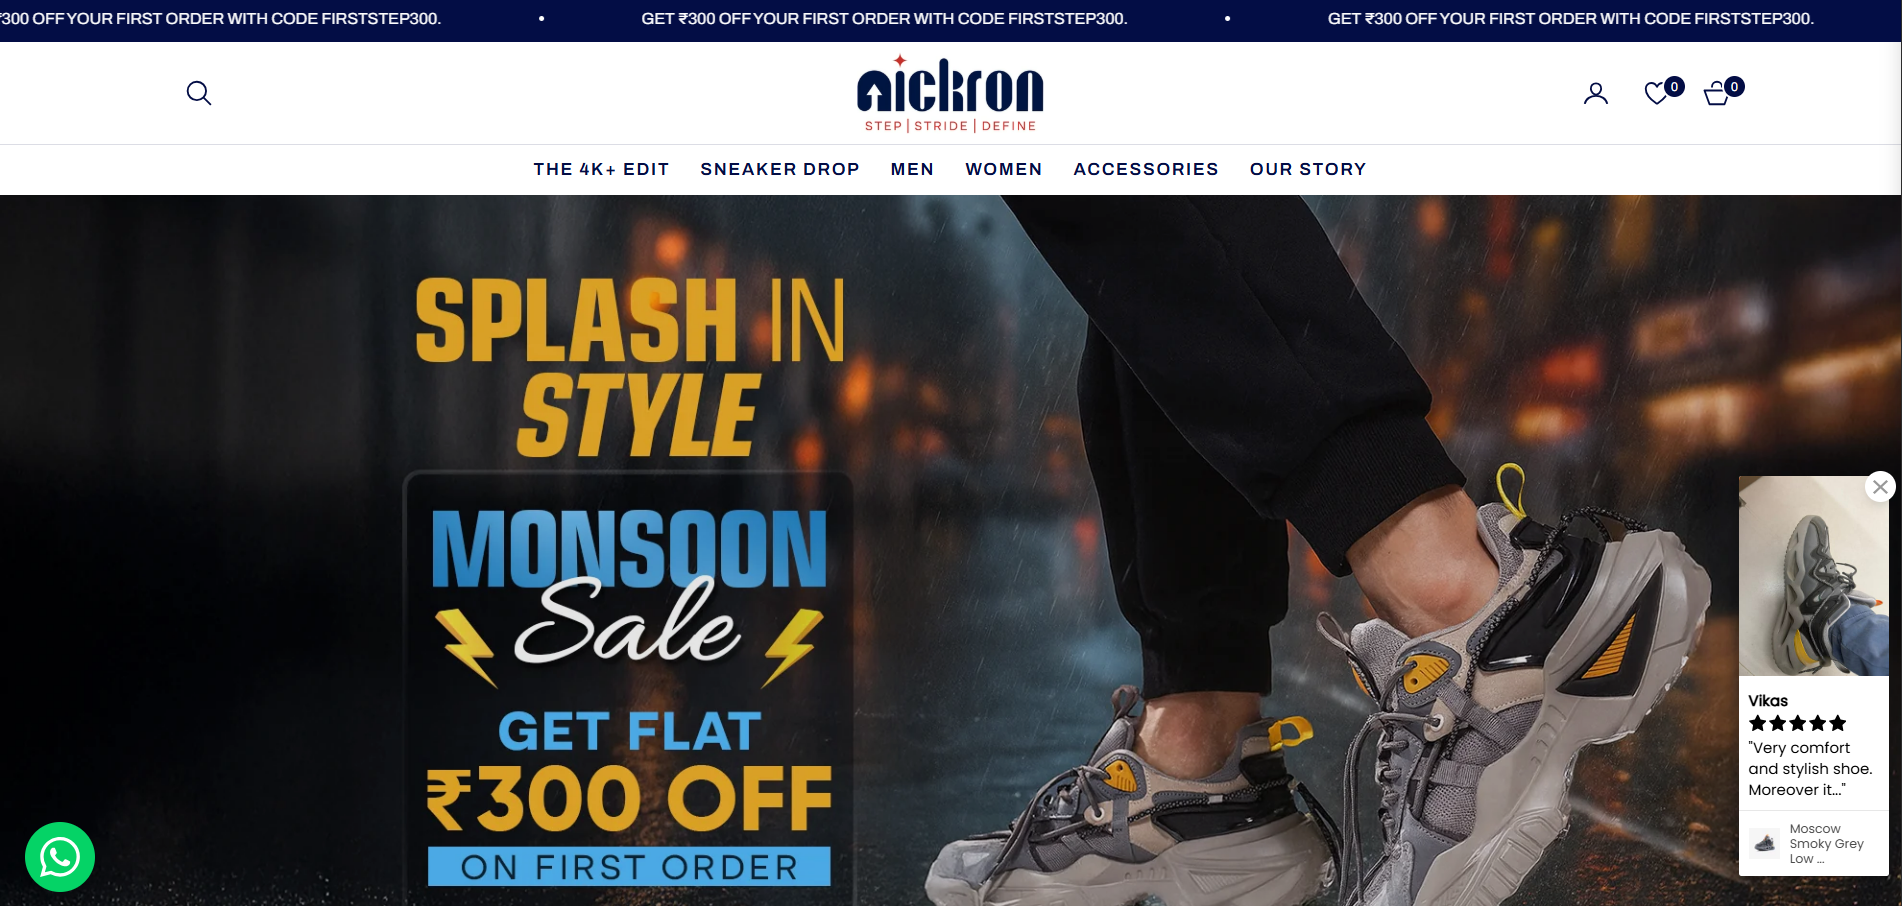 ₹300 OFF YOUR FIRST ORDER WITH CODE FIRSTSTEP300. • GET ₹300 OFF YOUR FIRST ORDER WITH CODE FIRSTSTEP300. • GET ₹300 OFF YOUR FIRST ORDER WITH CODE FIRSTSTEP300.
nickron
STEP | STRIDE | DEFINE
0
0
THE 4K+ EDIT SNEAKER DROP MEN WOMEN ACCESSORIES OUR STORY
SPLASH IN
STYLE
MONSOON
Sale
GET FLAT
₹300 OFF
ON FIRST ORDER
Vikas
"Very comfort
and stylish shoe.
Moreover it..."
Moscow
Smoky Grey
Low ...